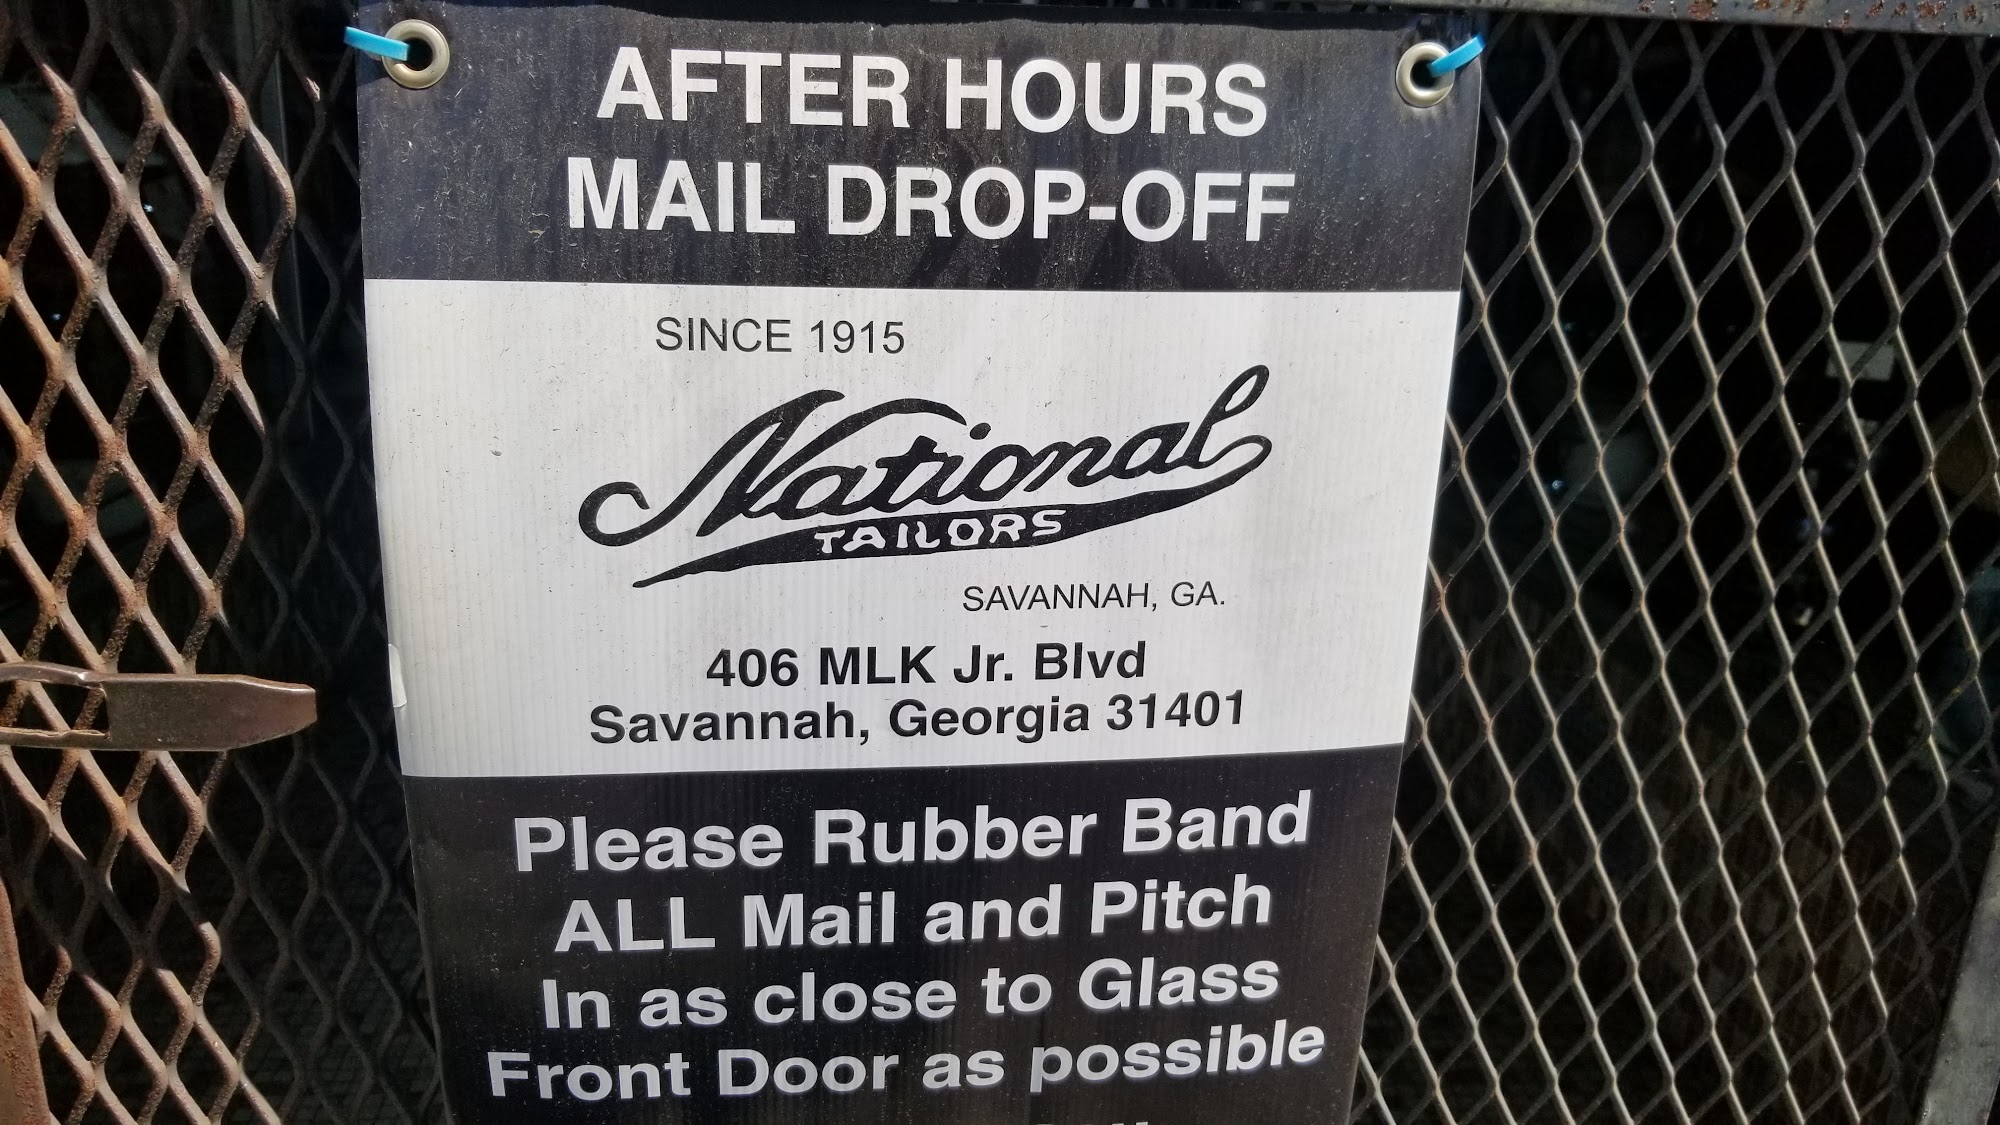 AFTER HOURS
MAIL DROP-OFF
SINCE 1915
National
TAILORS
SAVANNAH, GA.
406 MLK Jr. Blvd
Savannah, Georgia 31401
Please Rubber Band
ALL Mail and Pitch
In as close to Glass
Front Door as possible